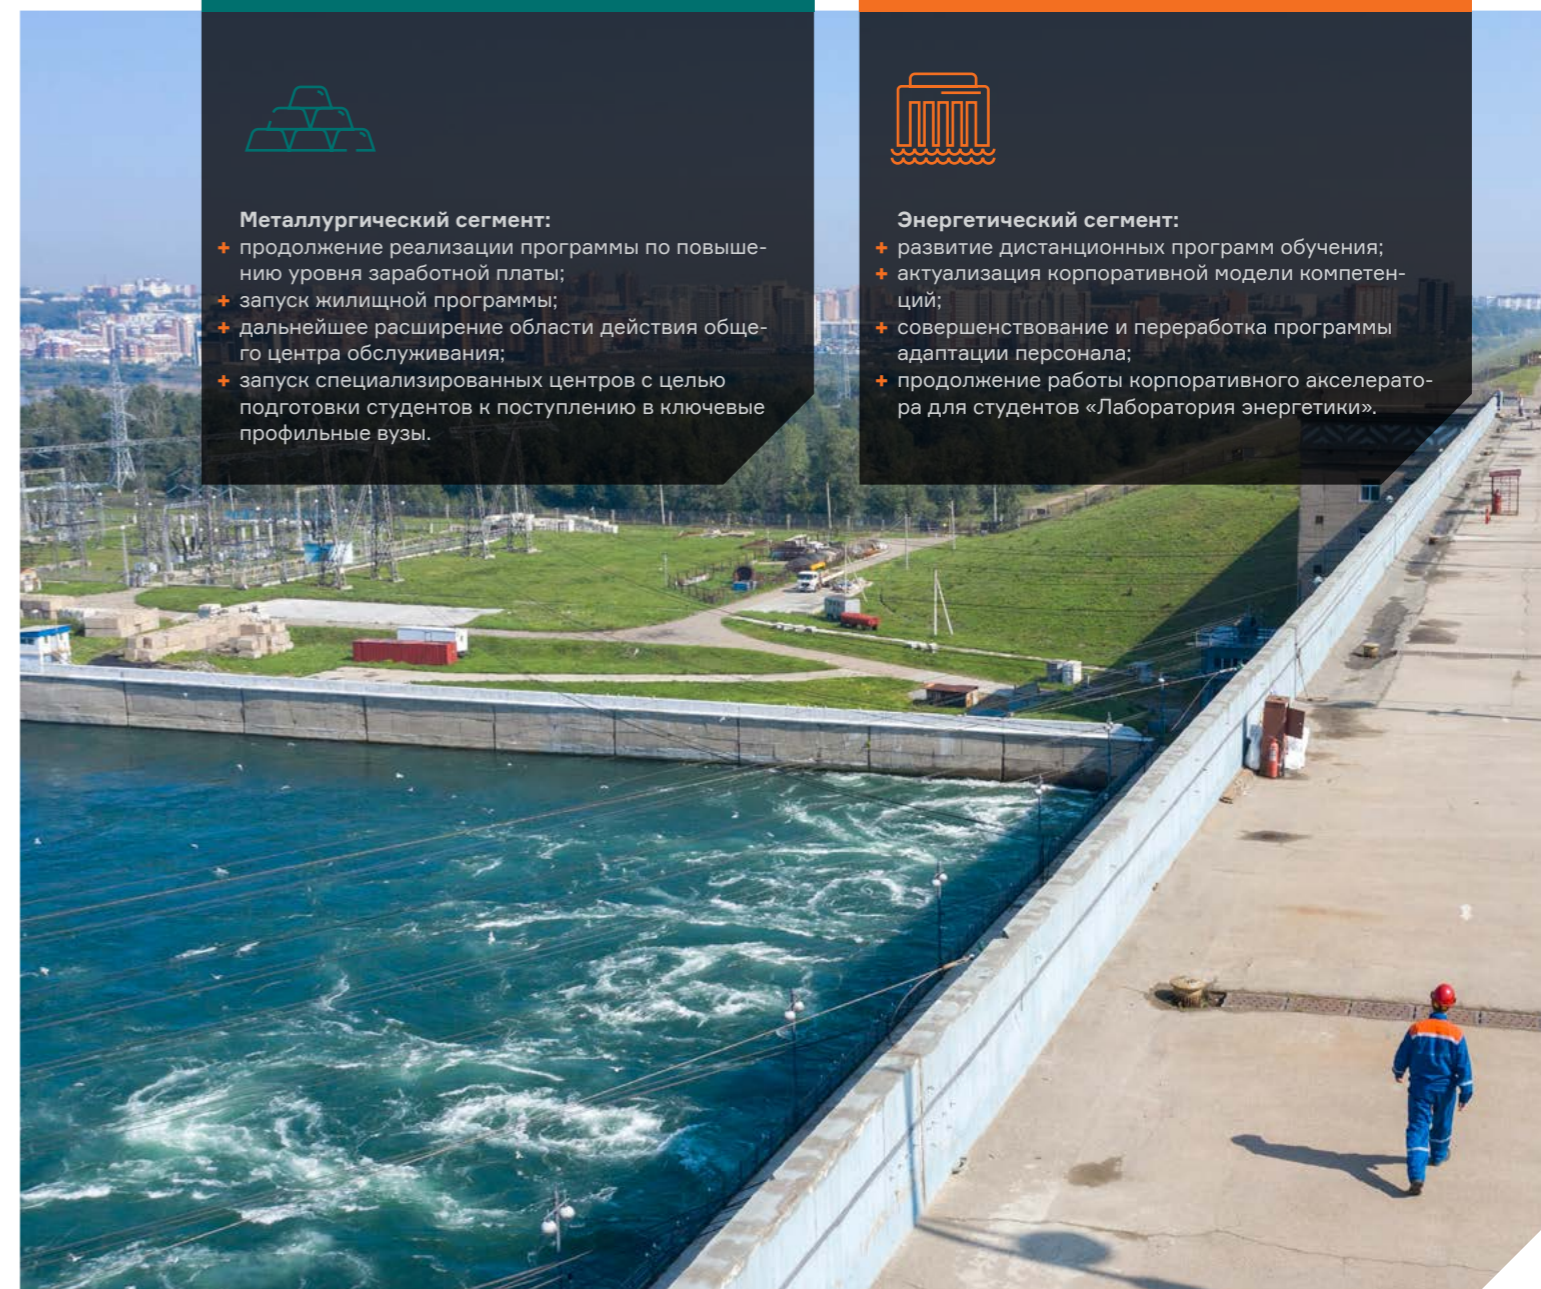 Металлургический сегмент:
+ продолжение реализации программы по повыше-
нию уровня заработной платы;
+ запуск жилищной программы;
+ дальнейшее расширение области действия обще-
го центра обслуживания;
+ запуск специализированных центров с целью
подготовки студентов к поступлению в ключевые
профильные вузы.
Энергетический сегмент:
+ развитие дистанционных программ обучения;
+ актуализация корпоративной модели компетен-
ций;
+ совершенствование и переработка программы
адаптации персонала;
+ продолжение работы корпоративного акселерато-
ра для студентов «Лаборатория энергетики».